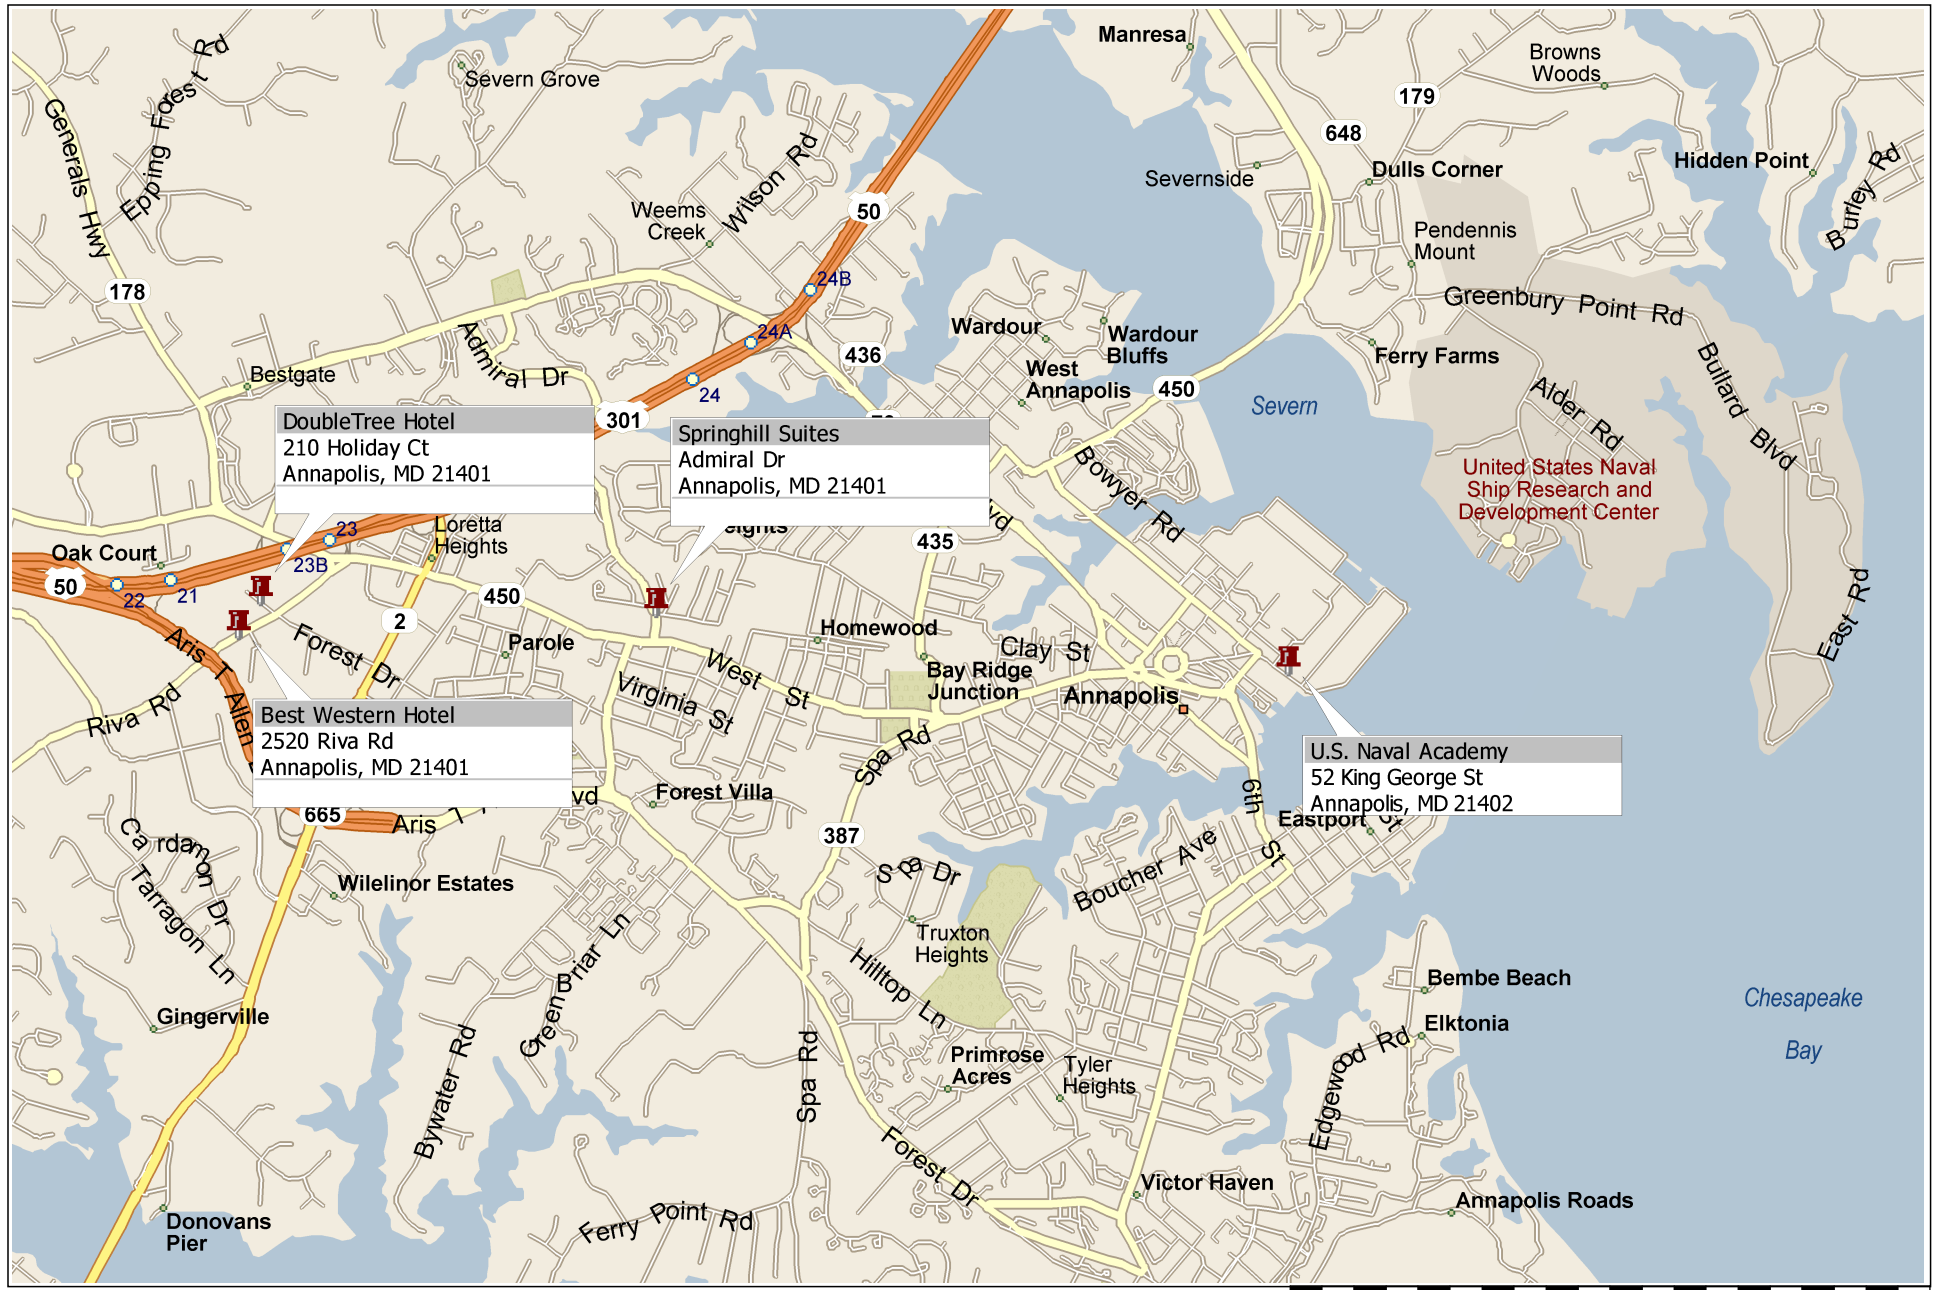 Manresa
Browns
Woods
Severn Grove
Epping Forest Rd
Generals Hwy
179
648
Wilson Rd
Weems
Creek
Severnside
Dulls Corner
Hidden Point
Burley Rd
50
Pendennis
Mount
178
24B
Greenbury Point Rd
24A
Wardour
Wardour
Bluffs
436
Ferry Farms
Admiral Dr
Bestgate
24
West
Annapolis
450
Severn
Alder Rd
Bullard Blvd
301
DoubleTree Hotel
210 Holiday Ct
Annapolis, MD 21401
Springhill Suites
Admiral Dr
Annapolis, MD 21401
Bowyer Rd
United States Naval
Ship Research and
Development Center
Loretta
Heights
eights
vd
23
23B
435
Oak Court
50
22
21
450
2
East Rd
Aris T Allen
Forest Dr
Parole
Homewood
Clay St
West St
Bay Ridge
Junction
Annapolis
Virginia St
Riva Rd
Best Western Hotel
2520 Riva Rd
Annapolis, MD 21401
Spa Rd
U.S. Naval Academy
52 King George St
Annapolis, MD 21402
6th St
Forest Villa
vd
665
Aris T
387
Eastport
St
Cardamon Dr
Tarragon Ln
Wilelinor Estates
Spa Dr
Boucher Ave
Truxton
Heights
Green Briar Ln
Hilltop Ln
Bembe Beach
Chesapeake
Bay
Gingerville
Elktonia
Edgewood Rd
Bywater Rd
Spa Rd
Primrose
Acres
Tyler
Heights
Forest Dr
Victor Haven
Annapolis Roads
Ferry Point Rd
Donovans
Pier